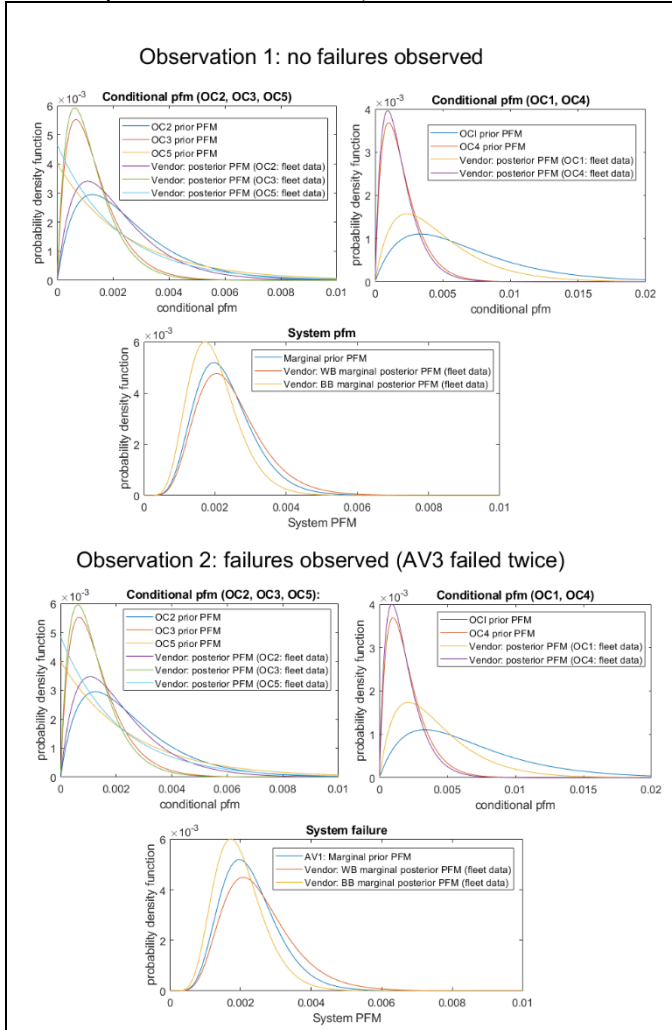 Observation 1: no failures observed
Conditional pfm (OC2, OC3, OC5)
×10-3
6
5
4
3
2
1
0
probability density function
OC2 prior PFM
OC3 prior PFM
OC5 prior PFM
Vendor: posterior PFM (OC2: fleet data)
Vendor: posterior PFM (OC3: fleet data)
Vendor: posterior PFM (OC5: fleet data)
0 0.002 0.004 0.006 0.008 0.01
conditional pfm
Conditional pfm (OC1, OC4)
×10-3
4
3
2
1
0
probability density function
OCI prior PFM
OC4 prior PFM
Vendor: posterior PFM (OC1: fleet data)
Vendor: posterior PFM (OC4: fleet data)
0 0.005 0.01 0.015 0.02
conditional pfm
System pfm
×10-3
6
4
2
0
probability density function
Marginal prior PFM
Vendor: WB marginal posterior PFM (fleet data)
Vendor: BB marginal posterior PFM (fleet data)
0 0.002 0.004 0.006 0.008 0.01
System PFM
Observation 2: failures observed (AV3 failed twice)
Conditional pfm (OC2, OC3, OC5):
×10-3
6
5
4
3
2
1
0
probability density function
OC2 prior PFM
OC3 prior PFM
OC5 prior PFM
Vendor: posterior PFM (OC2: fleet data)
Vendor: posterior PFM (OC3: fleet data)
Vendor: posterior PFM (OC5: fleet data)
0 0.002 0.004 0.006 0.008 0.01
conditional pfm
Conditional pfm (OC1, OC4)
×10-3
4
3
2
1
0
probability density function
OCI prior PFM
OC4 prior PFM
Vendor: posterior PFM (OC1: fleet data)
Vendor: posterior PFM (OC4: fleet data)
0 0.005 0.01 0.015 0.02
conditional pfm
System failure
×10-3
6
4
2
0
probability density function
AV1: Marginal prior PFM
Vendor: WB marginal posterior PFM (fleet data)
Vendor: BB marginal posterior PFM (fleet data)
0 0.002 0.004 0.006 0.008 0.01
System PFM